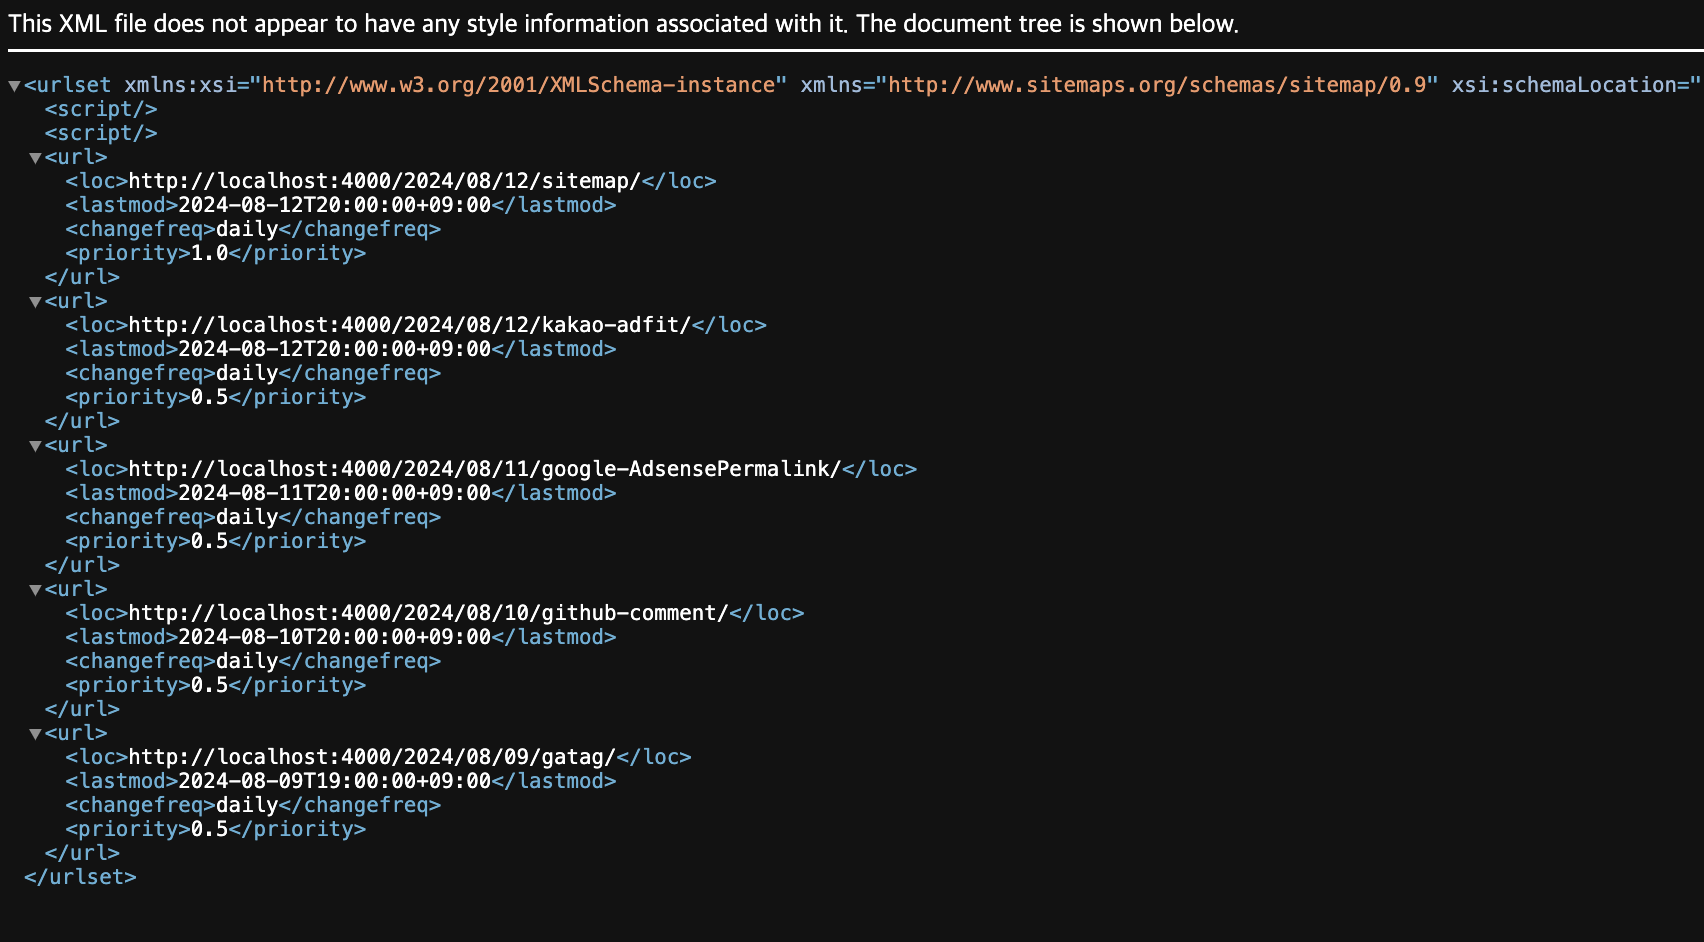 This XML file does not appear to have any style information associated with it. The document tree is shown below.
▼<urlset xmlns:xsi="http://www.w3.org/2001/XMLSchema-instance" xmlns="http://www.sitemaps.org/schemas/sitemap/0.9" xsi:schemaLocation="
<script/>
<script/>
▼<url>
<loc>http://localhost:4000/2024/08/12/sitemap/</loc>
<lastmod>2024-08-12T20:00:00+09:00</lastmod>
<changefreq>daily</changefreq>
<priority>1.0</priority>
</url>
▼<url>
<loc>http://localhost:4000/2024/08/12/kakao-adfit/</loc>
<lastmod>2024-08-12T20:00:00+09:00</lastmod>
<changefreq>daily</changefreq>
<priority>0.5</priority>
</url>
▼<url>
<loc>http://localhost:4000/2024/08/11/google-AdsensePermalink/</loc>
<lastmod>2024-08-11T20:00:00+09:00</lastmod>
<changefreq>daily</changefreq>
<priority>0.5</priority>
</url>
▼<url>
<loc>http://localhost:4000/2024/08/10/github-comment/</loc>
<lastmod>2024-08-10T20:00:00+09:00</lastmod>
<changefreq>daily</changefreq>
<priority>0.5</priority>
</url>
▼<url>
<loc>http://localhost:4000/2024/08/09/gatag/</loc>
<lastmod>2024-08-09T19:00:00+09:00</lastmod>
<changefreq>daily</changefreq>
<priority>0.5</priority>
</url>
</urlset>